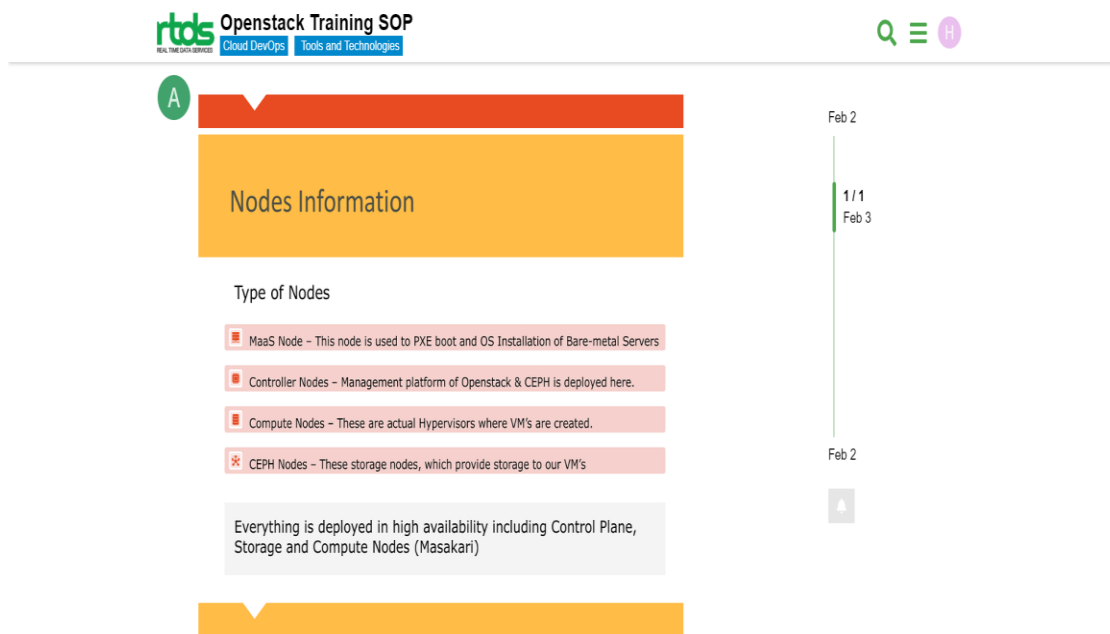 rtds
REAL TIME DATA SERVICES
Openstack Training SOP
Cloud DevOps
Tools and Technologies
H
A
Nodes Information
Type of Nodes
MaaS Node – This node is used to PXE boot and OS Installation of Bare-metal Servers
Controller Nodes – Management platform of Openstack & CEPH is deployed here.
Compute Nodes – These are actual Hypervisors where VM's are created.
CEPH Nodes – These storage nodes, which provide storage to our VM's
Everything is deployed in high availability including Control Plane,
Storage and Compute Nodes (Masakari)
Feb 2
1 / 1
Feb 3
Feb 2